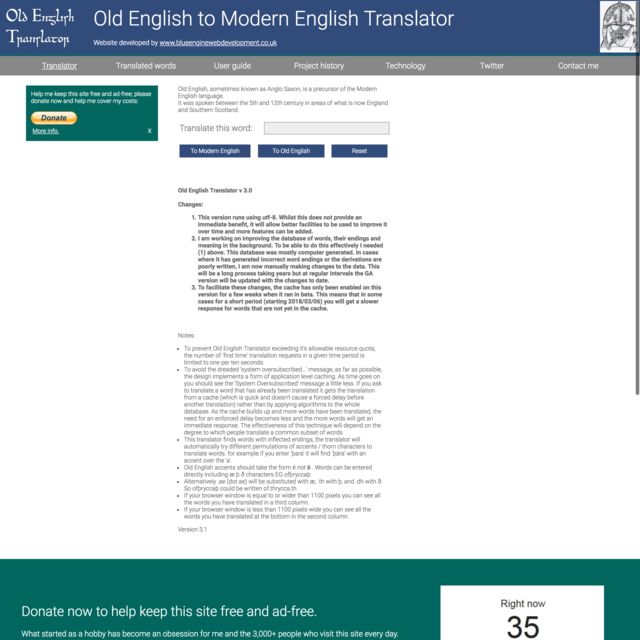 Old English
Translator
Old English to Modern English Translator
Website developed by www.blueenginewebdevelopment.co.uk
Translator Translated words User guide Project history Technology Twitter Contact me
Help me keep this site free and ad-free; please
donate now and help me cover my costs:
Donate
More info. X
Old English, sometimes known as Anglo Saxon, is a precursor of the Modern
English language.
It was spoken between the 5th and 12th century in areas of what is now England
and Southern Scotland.
Translate this word:
To Modern English To Old English Reset
Old English Translator v 3.0
Changes:
1. This version runs using utf-8. Whilst this does not provide an
immediate benefit, it will allow better facilities to be used to improve it
over time and more features can be added.
2. I am working on improving the database of words, their endings and
meaning in the background. To be able to do this effectively I needed
(1) above. This database was mostly computer generated. In cases
where it has generated incorrect word endings or the derivations are
poorly written, I am now manually making changes to the data. This
will be a long process taking years but at regular intervals the GA
version will be updated with the changes to date.
3. To facilitate these changes, the cache has only been enabled on this
version for a few weeks when it ran in beta. This means that in some
cases for a short period (starting 2018/03/06) you will get a slower
response for words that are not yet in the cache.
Notes:
• To prevent Old English Translator exceeding it's allowable resource quota,
the number of 'first time' translation requests in a given time period is
limited to one per ten seconds.
• To avoid the dreaded 'system oversubscribed...' message, as far as possible,
the design implements a form of application level caching. As time goes on
you should see the 'System Oversubscribed' message a little less. If you ask
to translate a word that has already been translated it gets the translation
from a cache (which is quick and doesn't cause a forced delay before
another translation) rather than by applying algorithms to the whole
database. As the cache builds up and more words have been translated, the
need for an enforced delay becomes less and the more words will get an
immediate response. The effectiveness of this technique will depend on the
degree to which people translate a common subset of words
• This translator finds words with inflected endings, the translator will
automatically try different permutations of accents / thorn characters to
translate words. for example if you enter 'þara' it will find 'þára' with an
accent over the 'a'.
• Old English accents should take the form é not ē . Words can be entered
directly including æ þ ð characters EG ofþryccaþ.
• Alternatively .ae (dot ae) will be substituted with æ, .th with þ, and .dh with ð.
So ofþryccaþ could be written of.thrycca.th
• If your browser window is equal to or wider than 1100 pixels you can see all
the words you have translated in a third column.
• If your browser window is less than 1100 pixels wide you can see all the
words you have translated at the bottom in the second column.
Version 3.1
Donate now to help keep this site free and ad-free.
What started as a hobby has become an obsession for me and the 3,000+ people who visit this site every day.
Right now
35